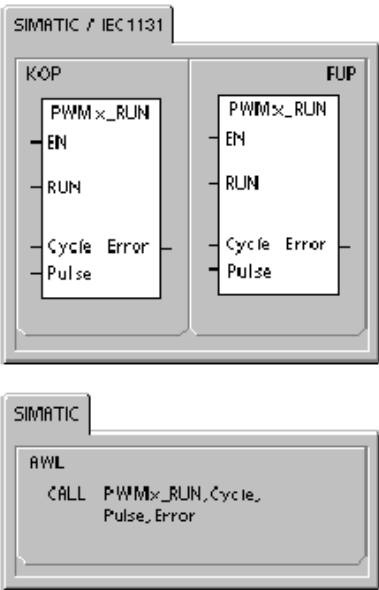 SIMATIC / IEC1131
KOP
FUP
PWMx_RUN
EN
RUN
Cycle Error
Pulse
PWMx_RUN
EN
RUN
Cycle Error
Pulse
SIMATIC
AWL
CALL PWMx_RUN, Cycle,
Pulse, Error